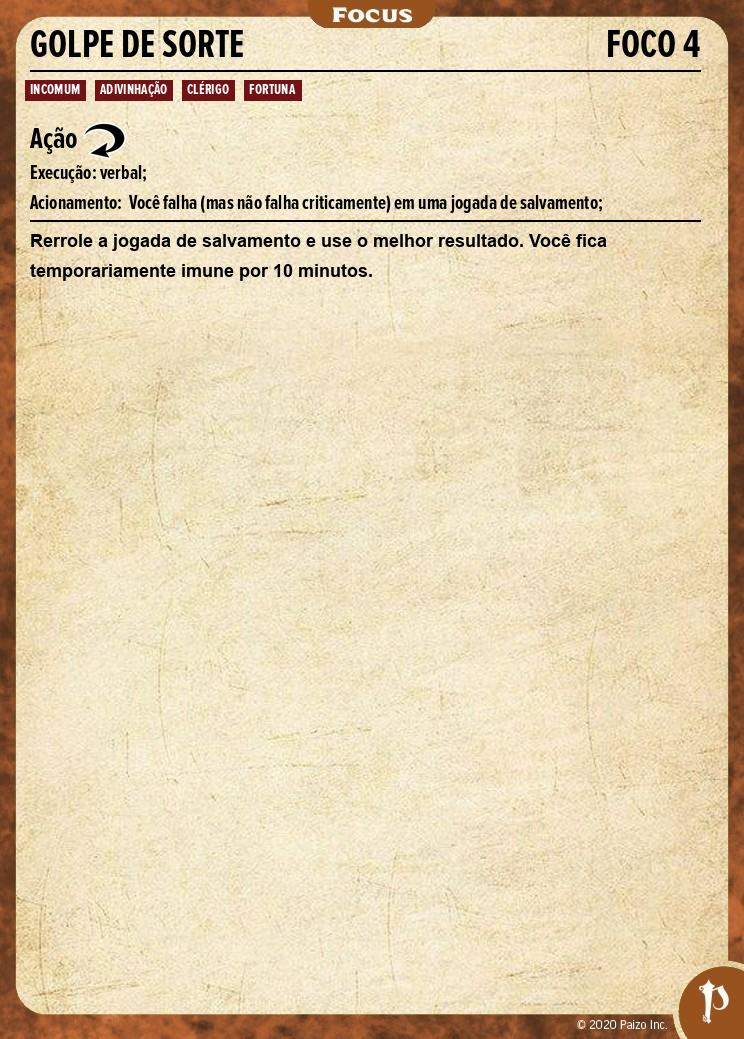 Focus
GOLPE DE SORTE FOCO 4
INCOMUM ADIVINHAÇÃO CLÉRIGO FORTUNA
Ação
Execução: verbal;
Acionamento: Você falha (mas não falha criticamente) em uma jogada de salvamento;
Rerrole a jogada de salvamento e use o melhor resultado. Você fica
temporariamente imune por 10 minutos.
© 2020 Paizo Inc.
P